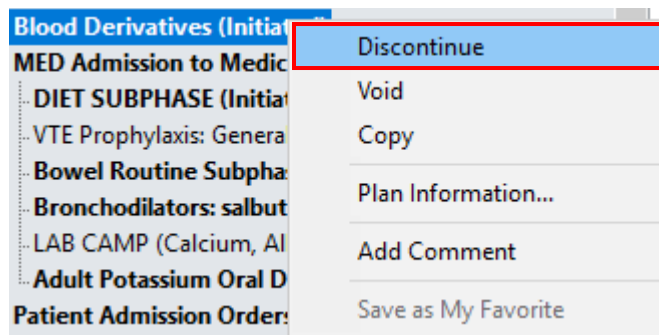 Blood Derivatives (Initiat
MED Admission to Medic
DIET SUBPHASE (Initiat
VTE Prophylaxis: Genera
Bowel Routine Subpha
Bronchodilators: salbut
LAB CAMP (Calcium, Al
Adult Potassium Oral D
Patient Admission Orders
Discontinue
Void
Copy
Plan Information...
Add Comment
Save as My Favorite